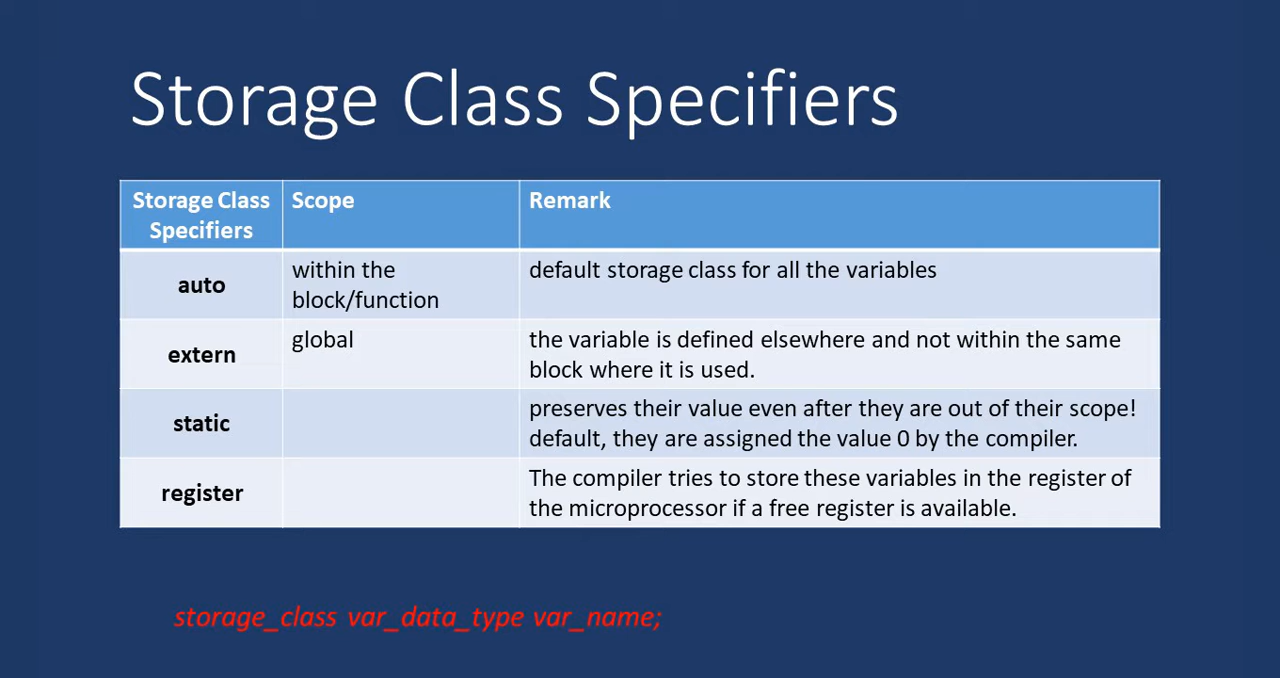 Storage Class Specifiers
Storage Class
Specifiers
Scope
Remark
auto
within the
block/function
default storage class for all the variables
extern
global
the variable is defined elsewhere and not within the same
block where it is used.
static
preserves their value even after they are out of their scope!
default, they are assigned the value 0 by the compiler.
register
The compiler tries to store these variables in the register of
the microprocessor if a free register is available.
storage_class var_data_type var_name;